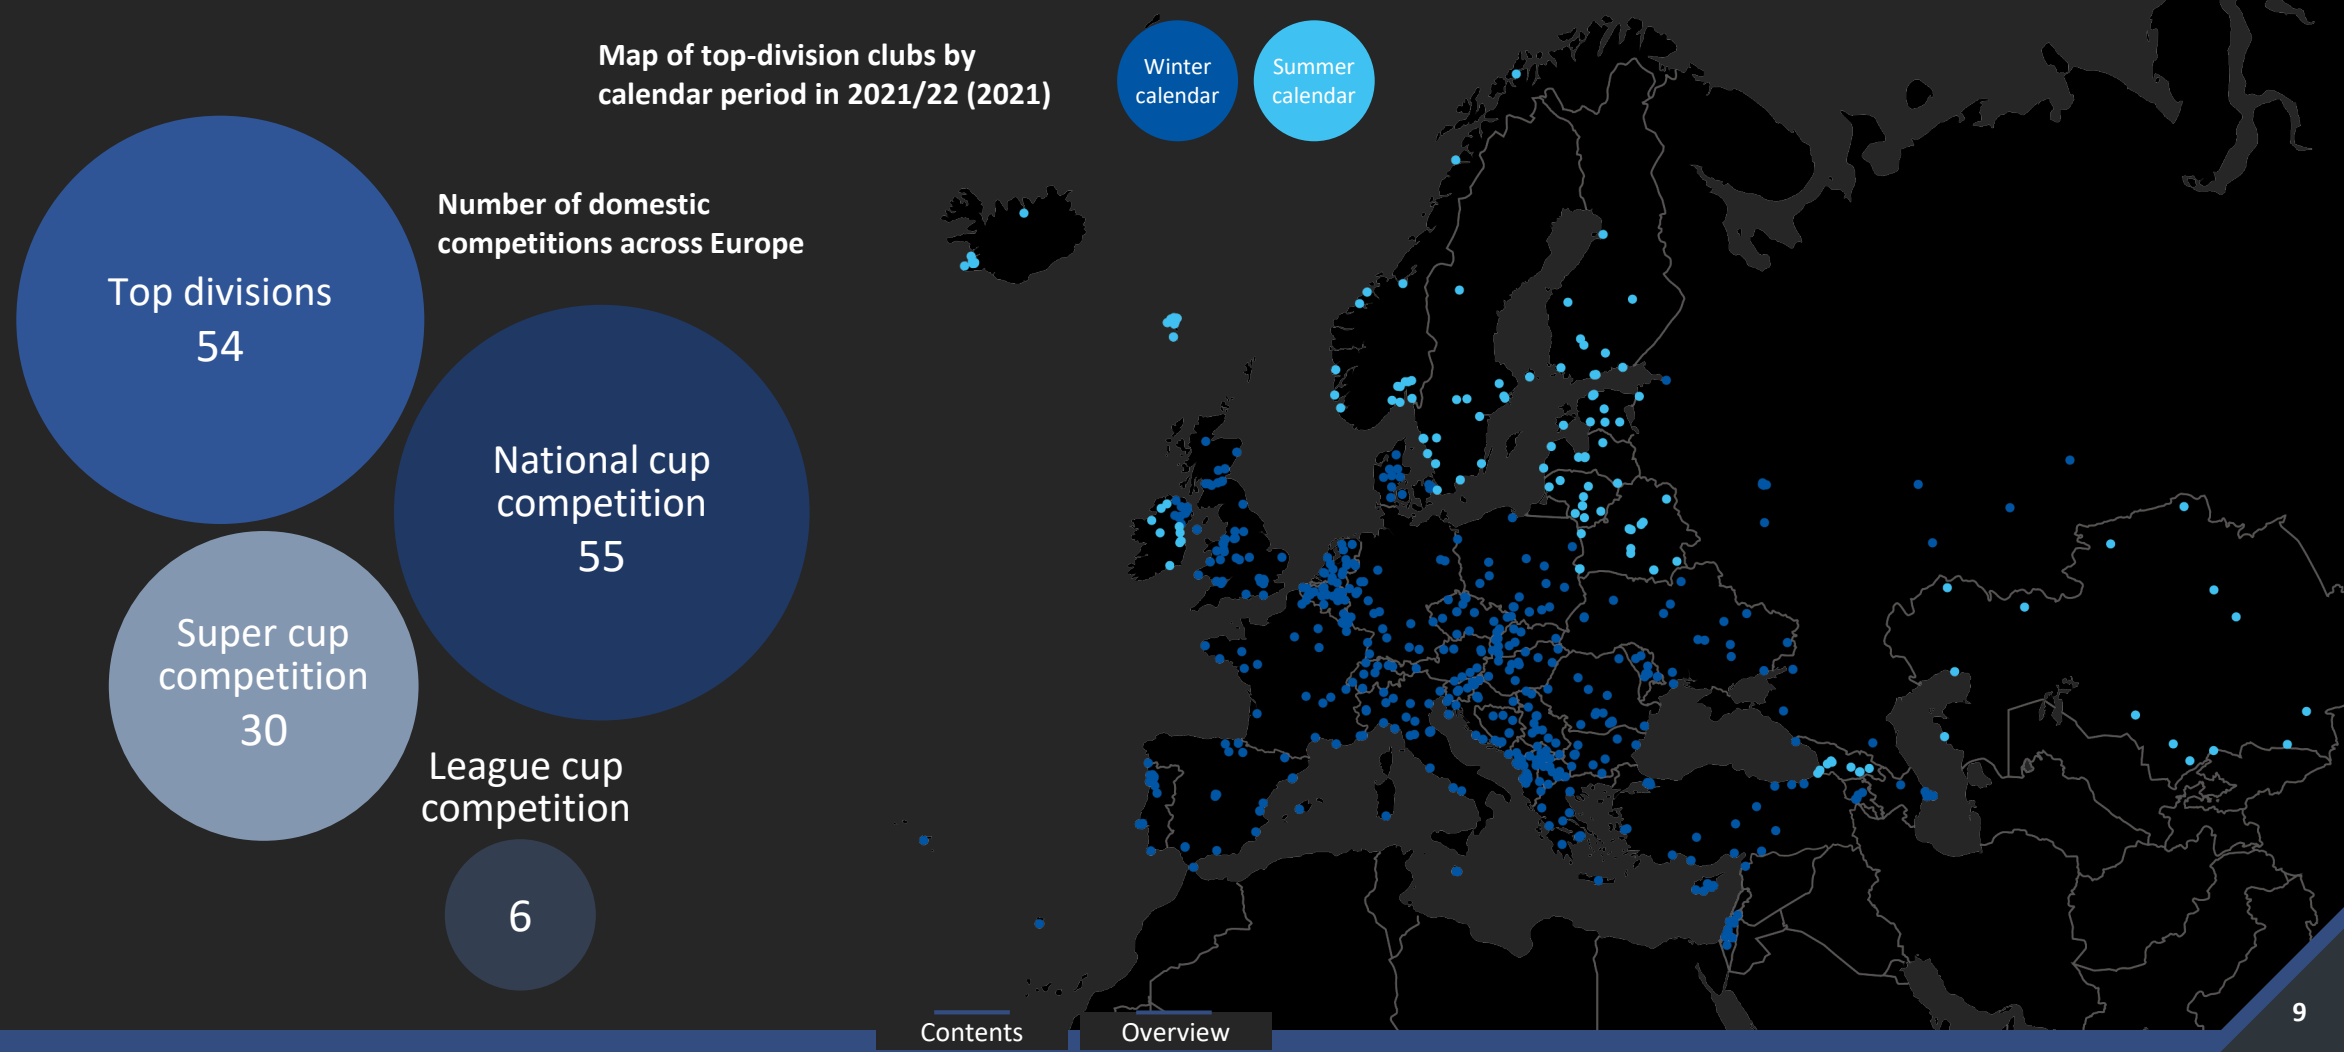 Map of top-division clubs by
calendar period in 2021/22 (2021)
Winter
calendar
Summer
calendar
Number of domestic
competitions across Europe
Top divisions
54
National cup
competition
55
Super cup
competition
30
League cup
competition
6
Contents
Overview
9